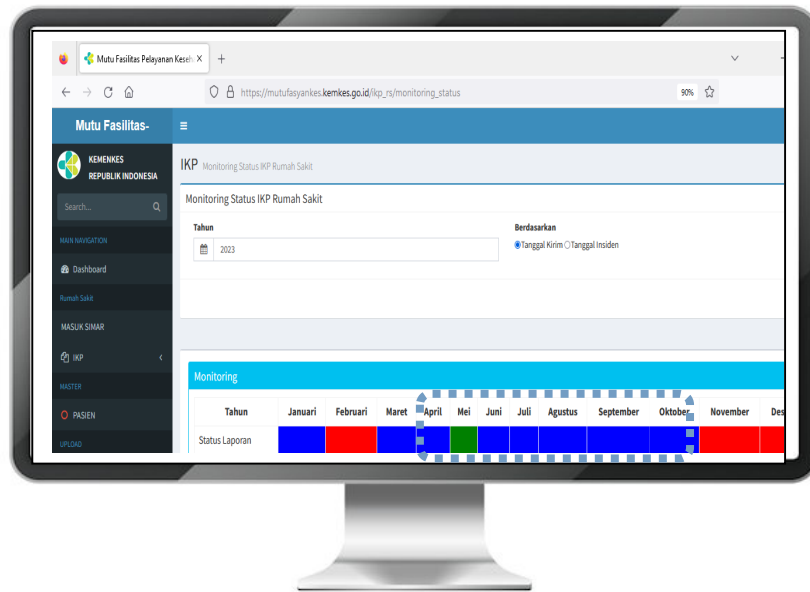 Mutu Fasilitas Pelayanan Keseh
https://mutufasyankes.kemkes.go.id/ikp_rs/monitoring_status
90%
Mutu Fasilitas-
KEMENKES
REPUBLIK INDONESIA
IKP Monitoring Status IKP Rumah Sakit
Search...
Monitoring Status IKP Rumah Sakit
Tahun Berdasarkan
2023 Tanggal Kirim Tanggal Insiden
MAIN NAVIGATION
Dashboard
Rumah Sakit
MASUK SIMAR
IKP
MASTER
PASIEN
UPLOAD
Monitoring
Tahun Januari Februari Maret April Mei Juni Juli Agustus September Oktober November Des
Status Laporan